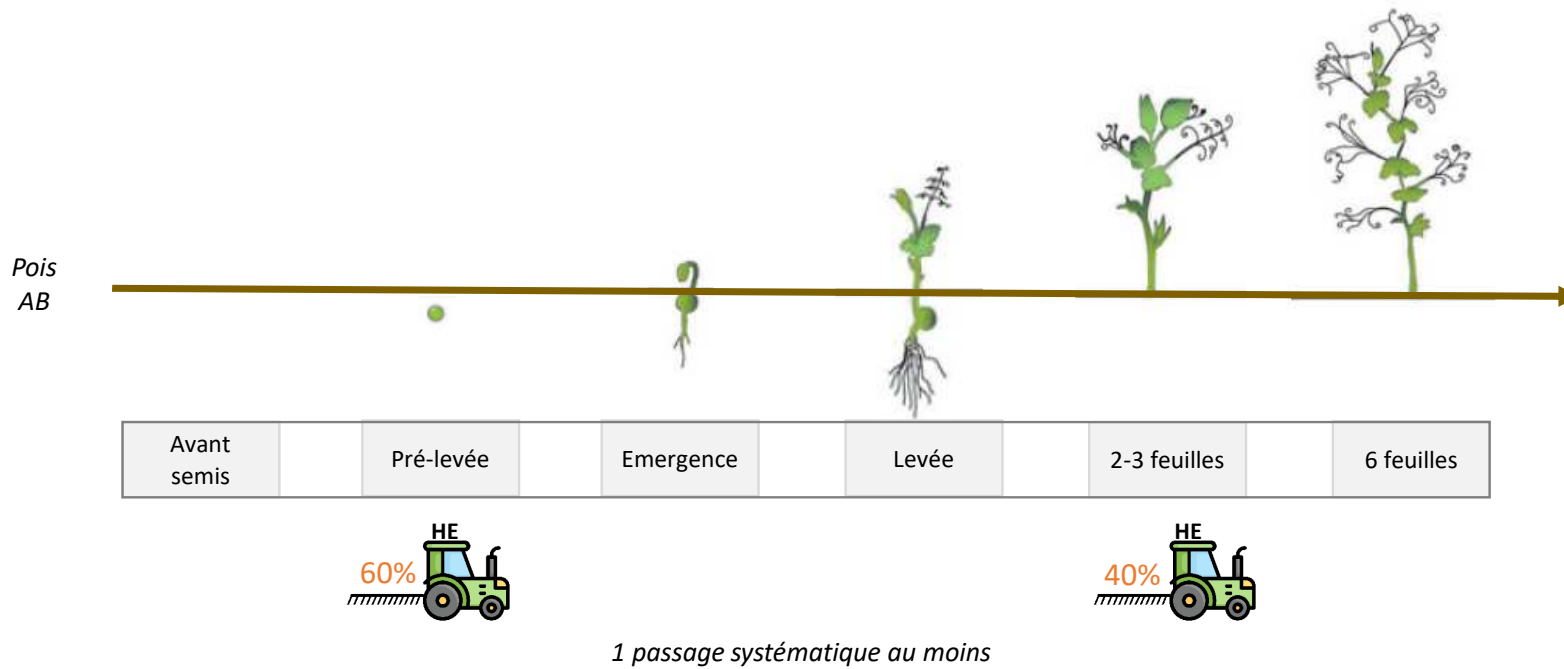 Pois
AB
Avant
semis
Pré-levée
Emergence
Levée
2-3 feuilles
6 feuilles
HE
60%
HE
40%
1 passage systématique au moins